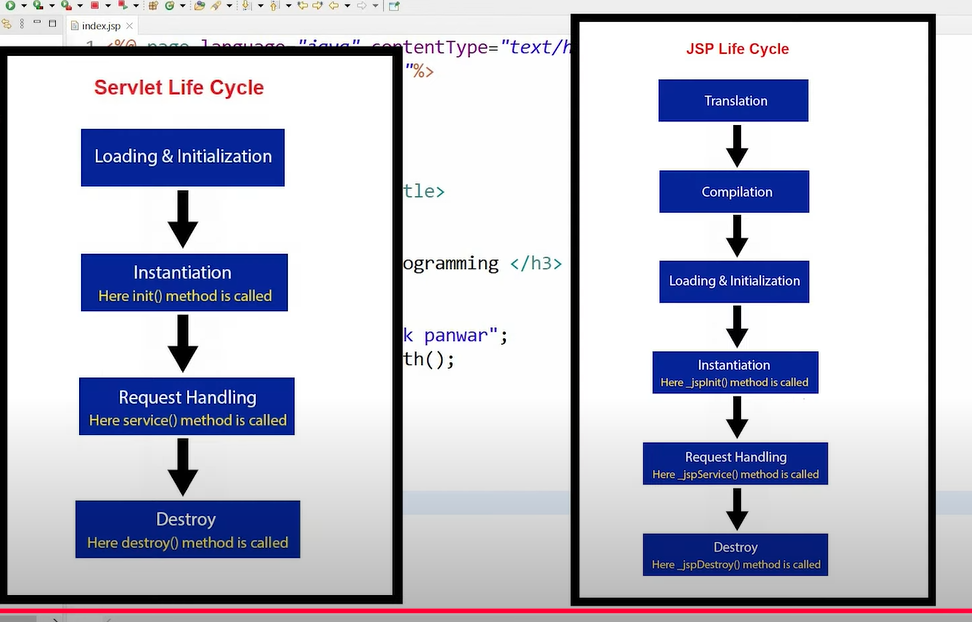 index.jsp
1 <%@ page language="java" contentType="text/h
"%>
tle>
ogramming </h3>
k panwar";
th();
Servlet Life Cycle
Loading & Initialization
Instantiation
Here init() method is called
Request Handling
Here service() method is called
Destroy
Here destroy() method is called
JSP Life Cycle
Translation
Compilation
Loading & Initialization
Instantiation
Here _jspInit() method is called
Request Handling
Here _jspService() method is called
Destroy
Here _jspDestroy() method is called